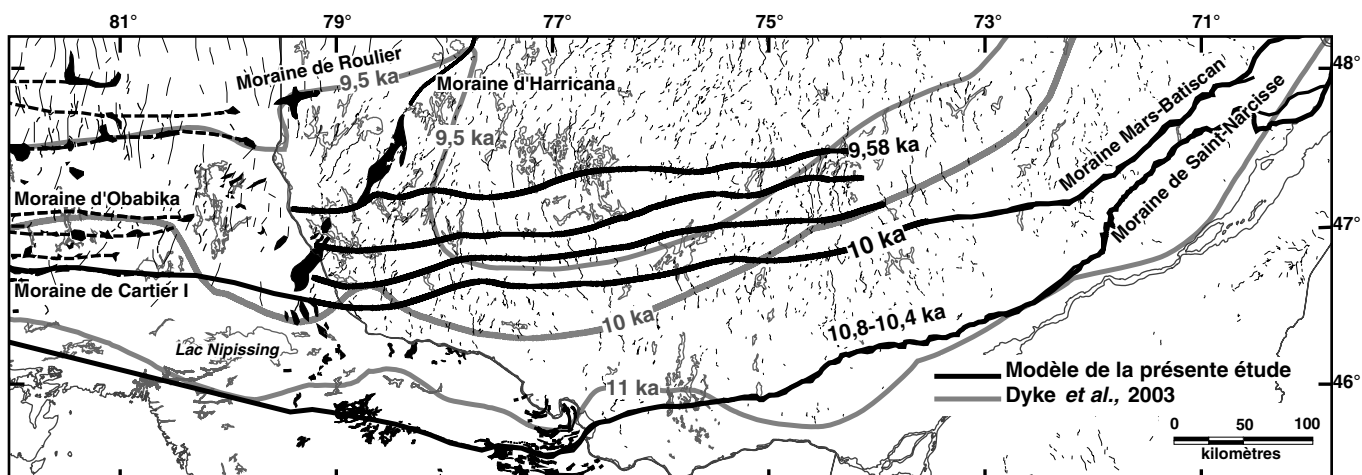 81° 79° 77° 75° 73° 71°
48°
Moraine de Roulier
9,5 ka
Moraine d'Harricana
9,5 ka
9,58 ka
Moraine Mars-Batiscan
Moraine de Saint-Narcisse
Moraine d'Obabika
47°
10 ka
Moraine de Cartier I
10 ka
10,8-10,4 ka
Lac Nipissing
Modèle de la présente étude
11 ka
46°
Dyke et al., 2003
0 50 100
kilomètres